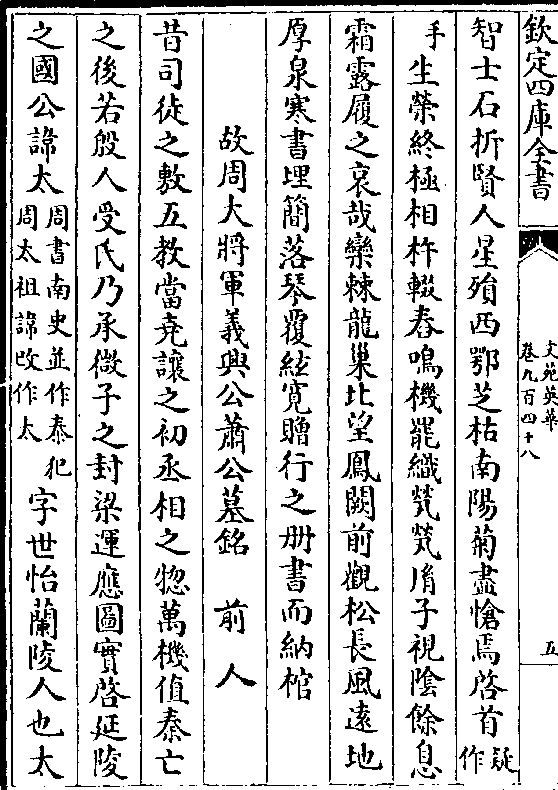 欽定四庫全書
文苑英華
卷九百四十八
五
智士石折賢人星殞西鄂芝枯南陽菊盡愴焉啓首疑作
手生榮終極相杵輟舂鳴機罷織煢煢胤子視陰餘息
霜露履之哀哉欒棘龍巢北望鳳闕前觀松長風遠地
厚泉寒書埋簡落琴覆絃寛贈行之册書而納棺
故周大將軍義興公蕭公墓銘　前人
昔司徒之敷五教當堯讓之初丞相之惣萬機值秦亡
之後若殷人受氏乃承微子之封梁運應圖實啓延陵
之國公諱太周書南史並作泰犯周太祖諱改作太字世怡蘭陵人也太